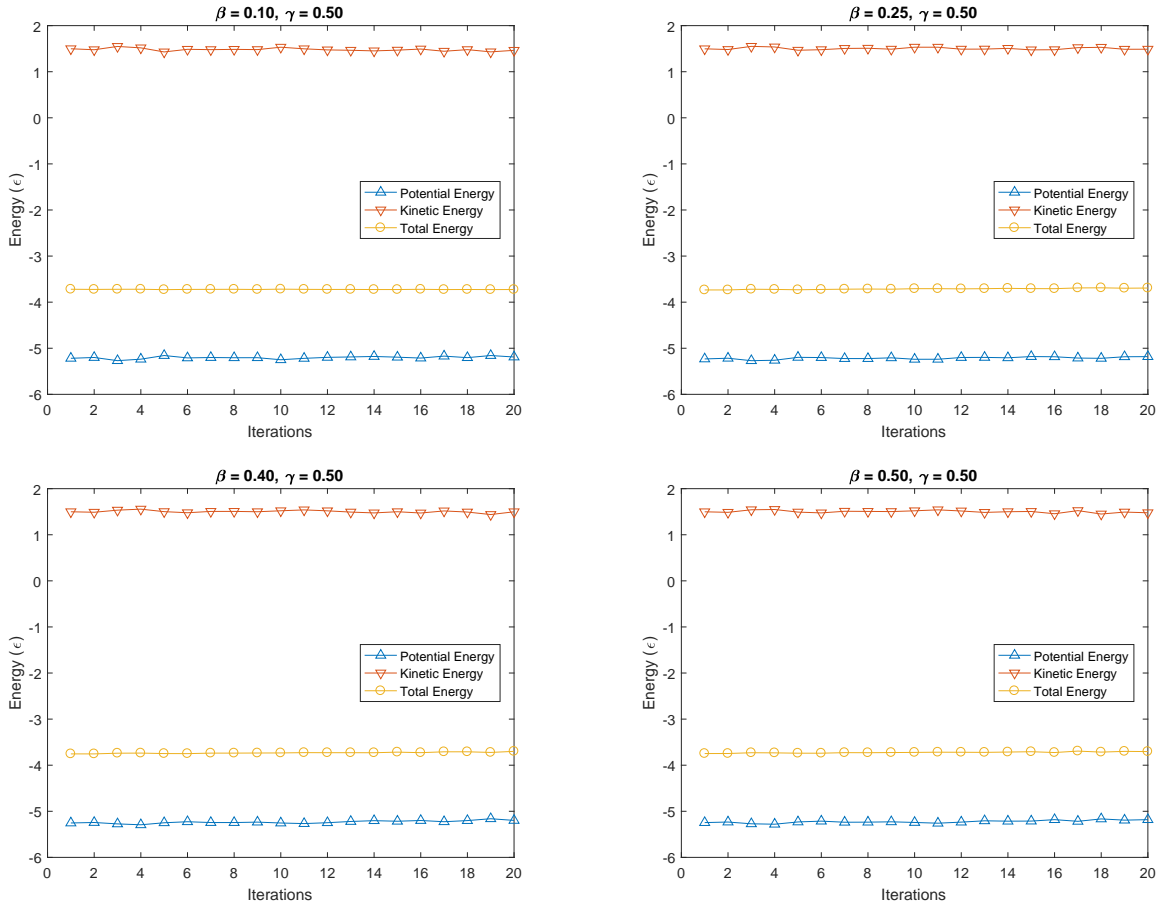 β = 0.10, γ = 0.50
2
1
0
-1
-2
-3
-4
-5
-6
Energy (ϵ)
Potential Energy
Kinetic Energy
Total Energy
0 2 4 6 8 10 12 14 16 18 20
Iterations
β = 0.25, γ = 0.50
2
1
0
-1
-2
-3
-4
-5
-6
Energy (ϵ)
Potential Energy
Kinetic Energy
Total Energy
0 2 4 6 8 10 12 14 16 18 20
Iterations
β = 0.40, γ = 0.50
2
1
0
-1
-2
-3
-4
-5
-6
Energy (ϵ)
Potential Energy
Kinetic Energy
Total Energy
0 2 4 6 8 10 12 14 16 18 20
Iterations
β = 0.50, γ = 0.50
2
1
0
-1
-2
-3
-4
-5
-6
Energy (ϵ)
Potential Energy
Kinetic Energy
Total Energy
0 2 4 6 8 10 12 14 16 18 20
Iterations